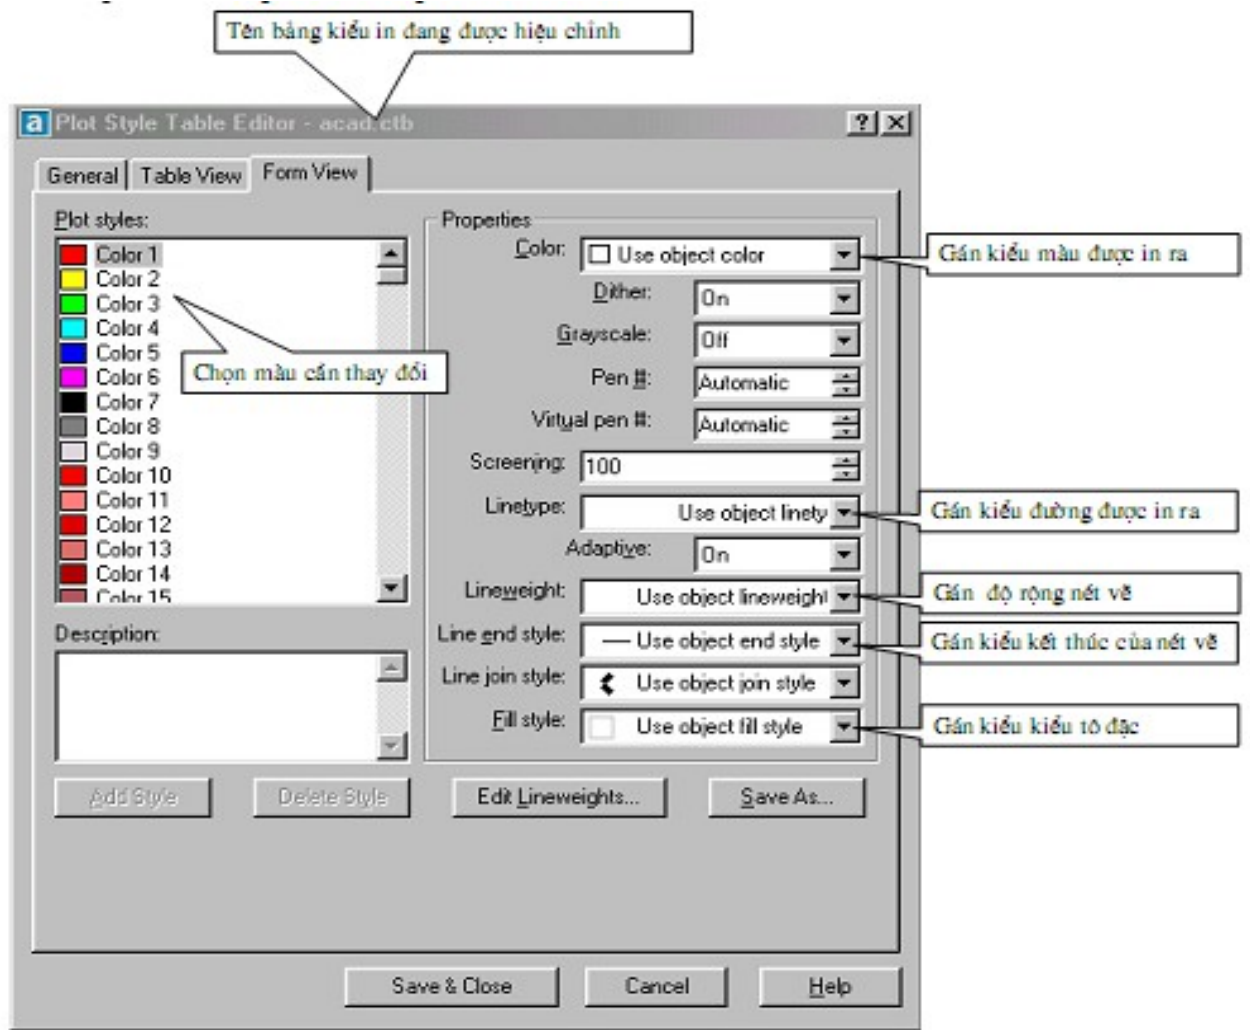 Tên bảng kiểu in đang được hiệu chỉnh
Plot Style Table Editor - acad.ctb
General
Table View
Form View
Plot styles:
Color 1
Color 2
Color 3
Color 4
Color 5
Color 6
Color 7
Color 8
Color 9
Color 10
Color 11
Color 12
Color 13
Color 14
Color 15
Chọn màu cần thay đổi
Description:
Add Style
Delete Style
Properties
Color: Use object color
Gán kiểu màu được in ra
Dither: On
Grayscale: Off
Pen #: Automatic
Virtual pen #: Automatic
Screening: 100
Linetype: Use object linety
Gán kiểu đường được in ra
Adaptive: On
Lineweight: Use object lineweight
Gán độ rộng nét vẽ
Line end style: Use object end style
Gán kiểu kết thúc của nét vẽ
Line join style: Use object join style
Fill style: Use object fill style
Gán kiểu kiểu tô đặc
Edit Lineweights...
Save As...
Save & Close
Cancel
Help